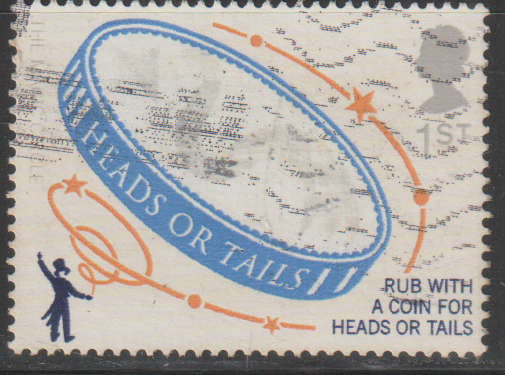 1ST
HEADS OR TAILS
RUB WITH
A COIN FOR
HEADS OR TAILS